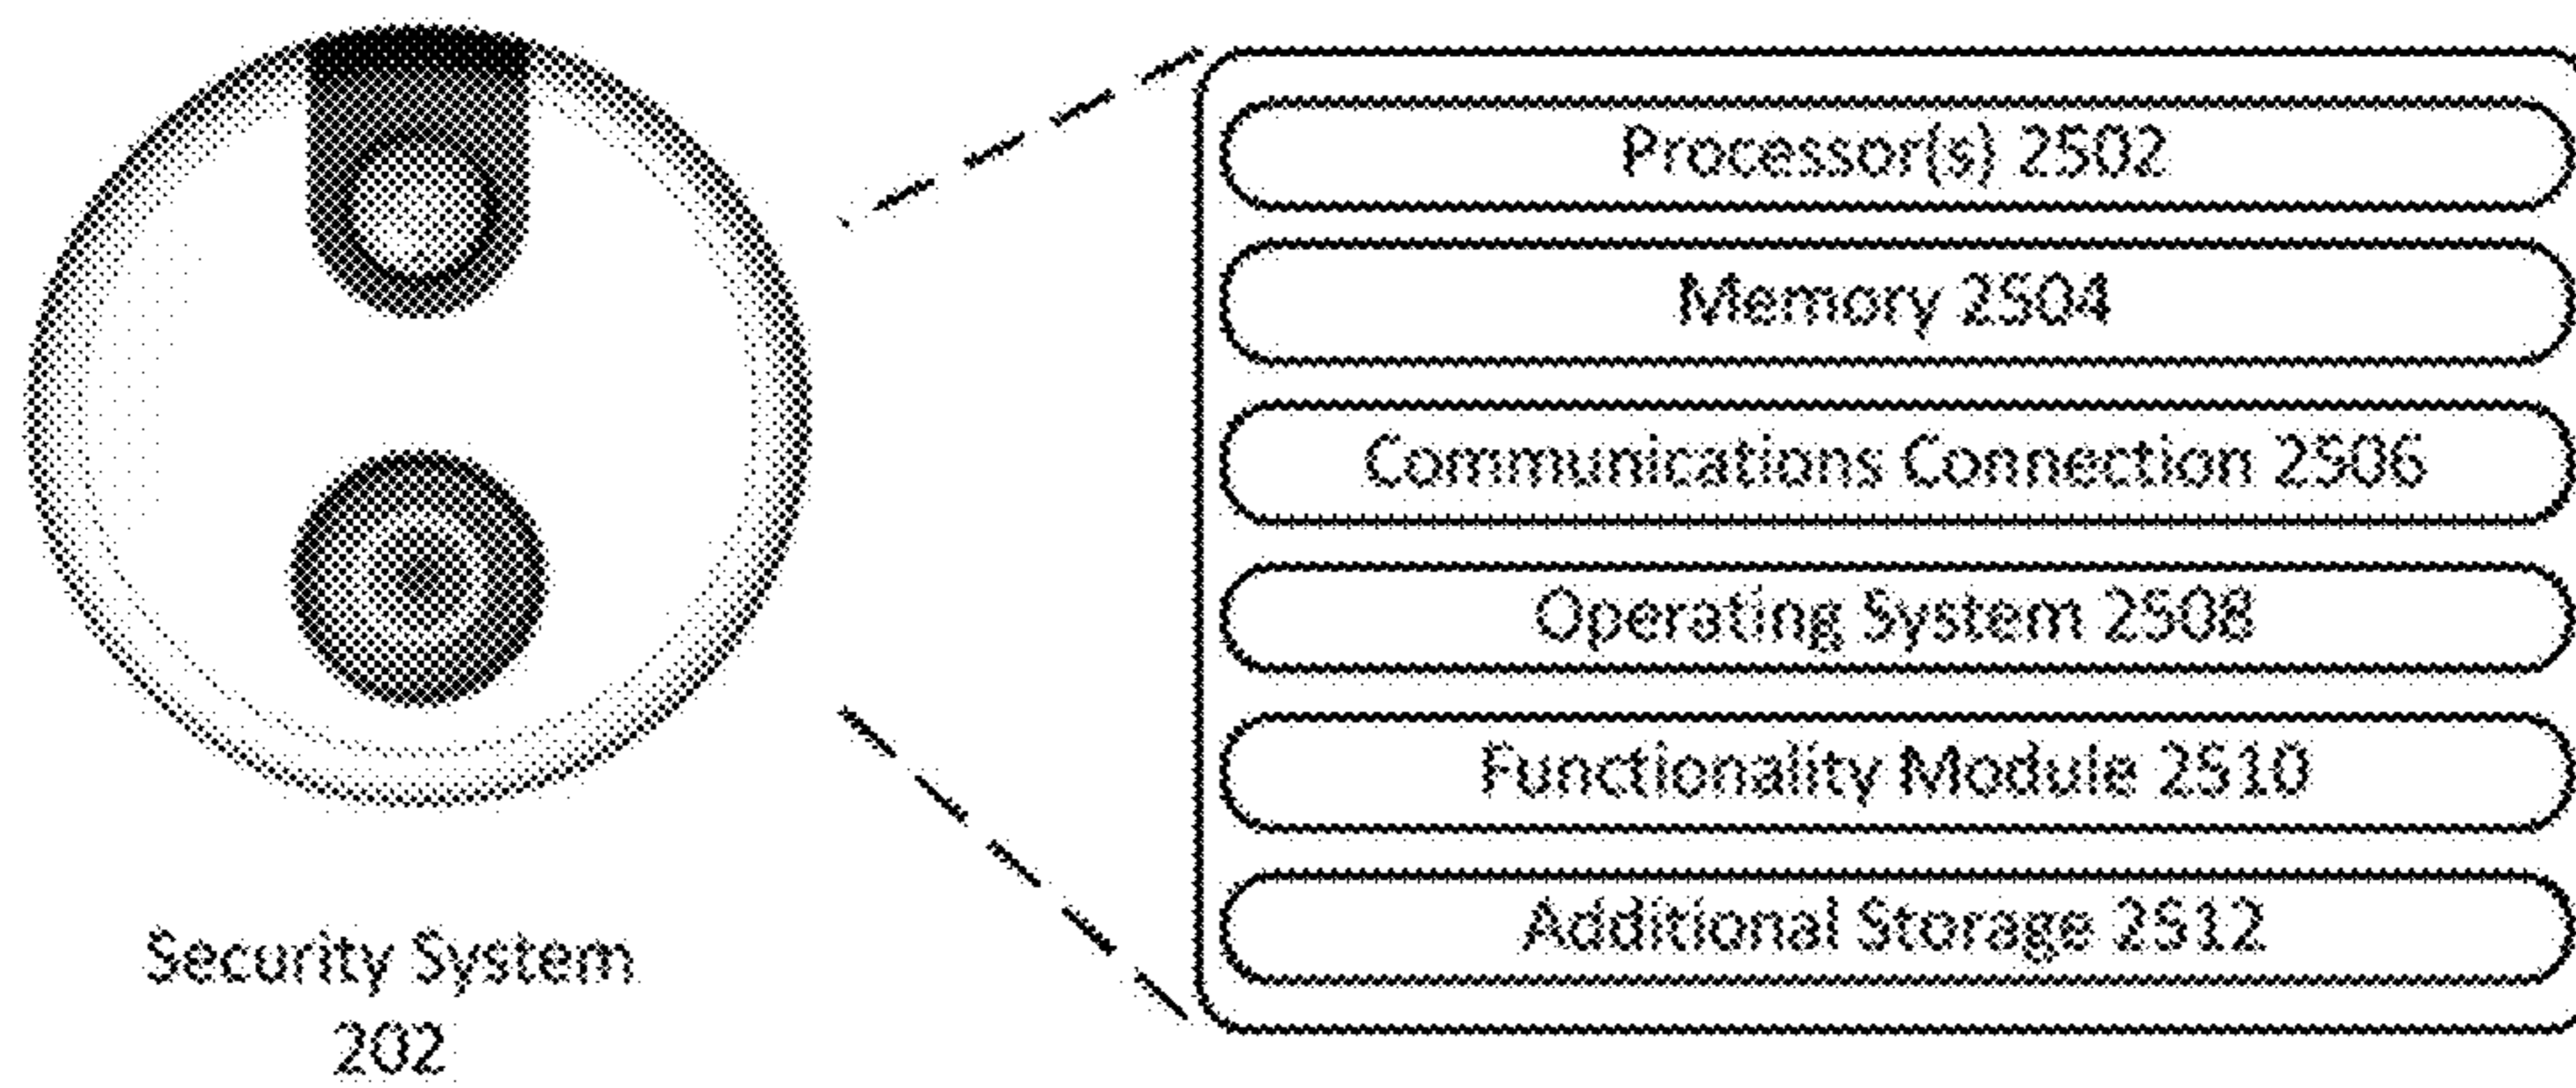 Processor(s) 2502
Memory 2504
Communications Connection 2506
Operating System 2508
Functionality Module 2510
Additional Storage 2512
Security System
202